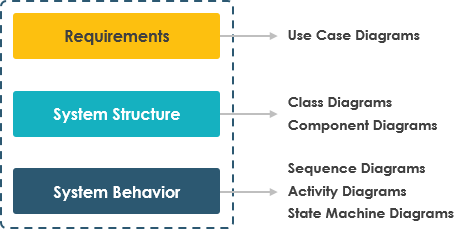 Requirements
Use Case Diagrams
System Structure
Class Diagrams
Component Diagrams
System Behavior
Sequence Diagrams
Activity Diagrams
State Machine Diagrams